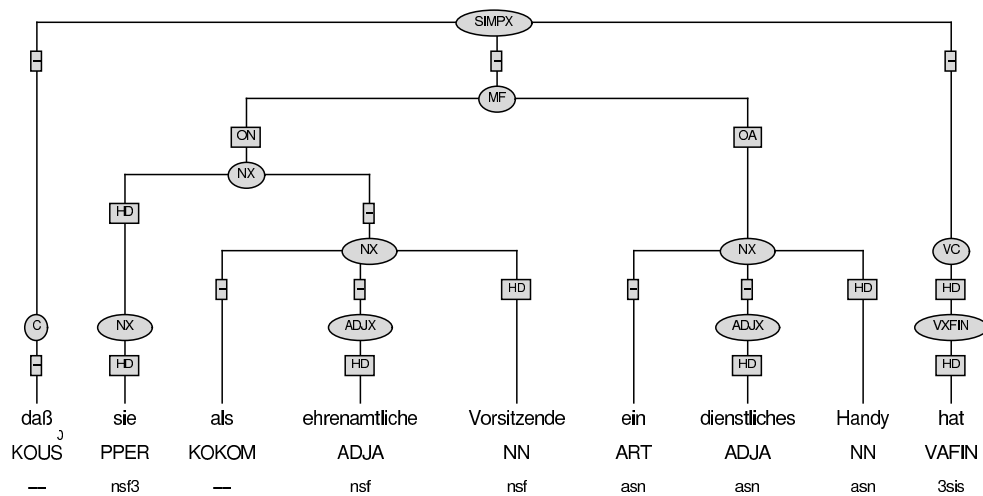 SIMPX
– – –
MF
ON OA
NX
HD –
NX NX VC
– – HD – – HD HD
C NX ADJX ADJX VXFIN
– HD HD HD HD
daß sie als ehrenamtliche Vorsitzende ein dienstliches Handy hat
KOUS PPER KOKOM ADJA NN ART ADJA NN VAFIN
–– nsf3 –– nsf nsf asn asn asn 3sis